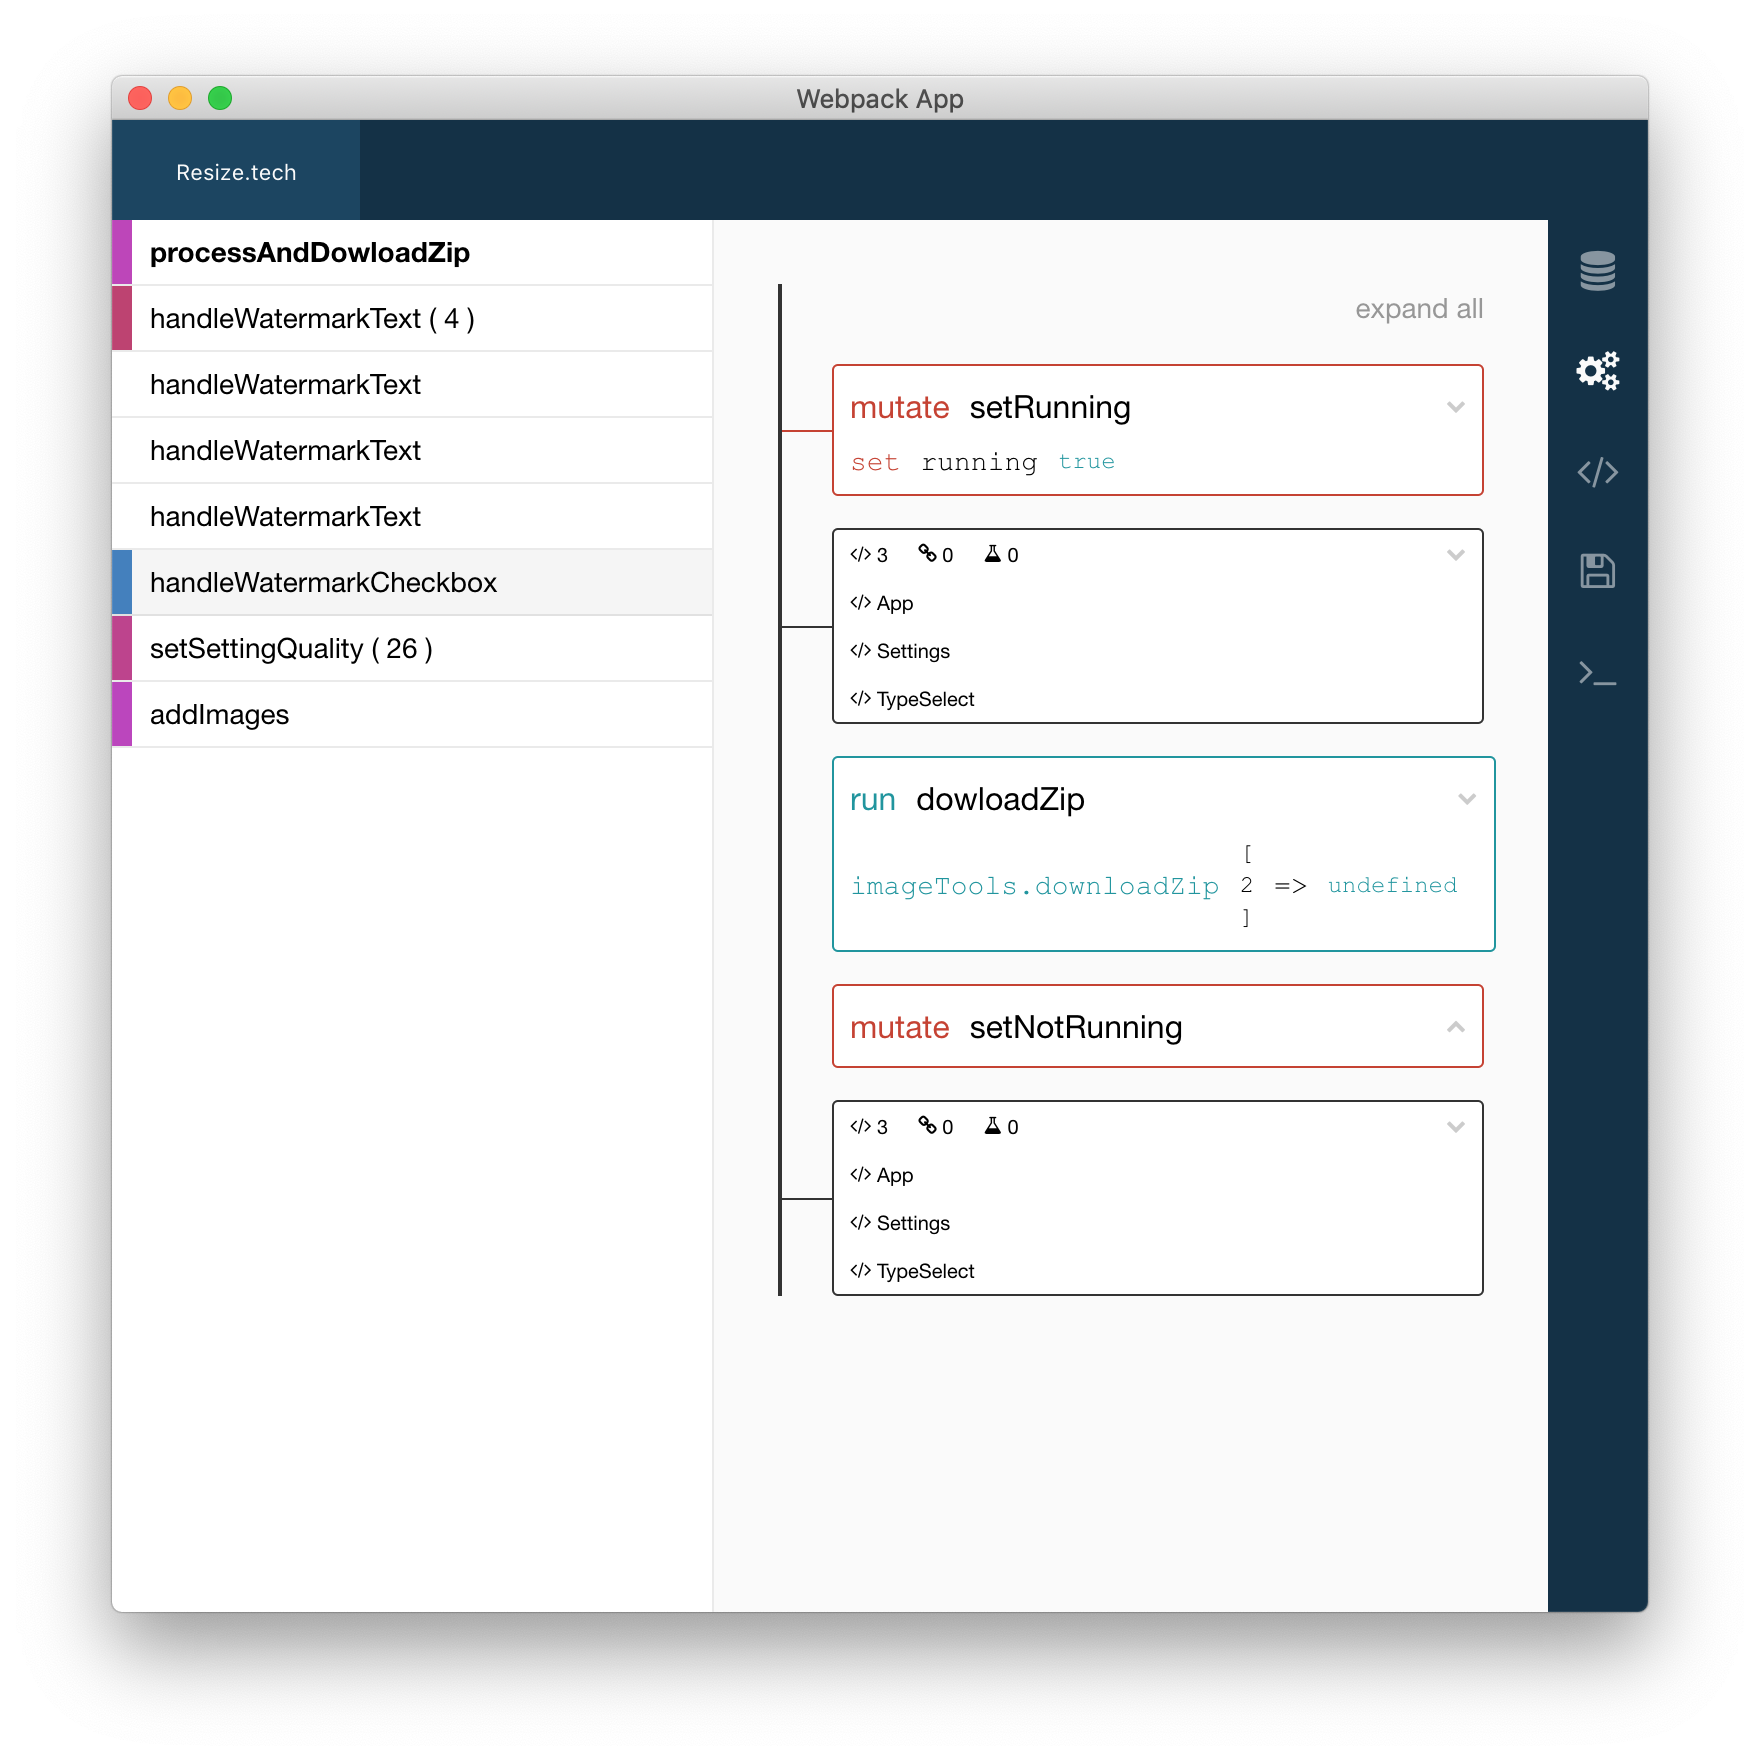 Webpack App
Resize.tech
processAndDowloadZip
handleWatermarkText ( 4 )
handleWatermarkText
handleWatermarkText
handleWatermarkText
handleWatermarkCheckbox
setSettingQuality ( 26 )
addImages
expand all
mutate setRunning
set running true
</> 3 0 0
</> App
</> Settings
</> TypeSelect
run dowloadZip
[
imageTools.downloadZip 2 => undefined
]
mutate setNotRunning
</> 3 0 0
</> App
</> Settings
</> TypeSelect